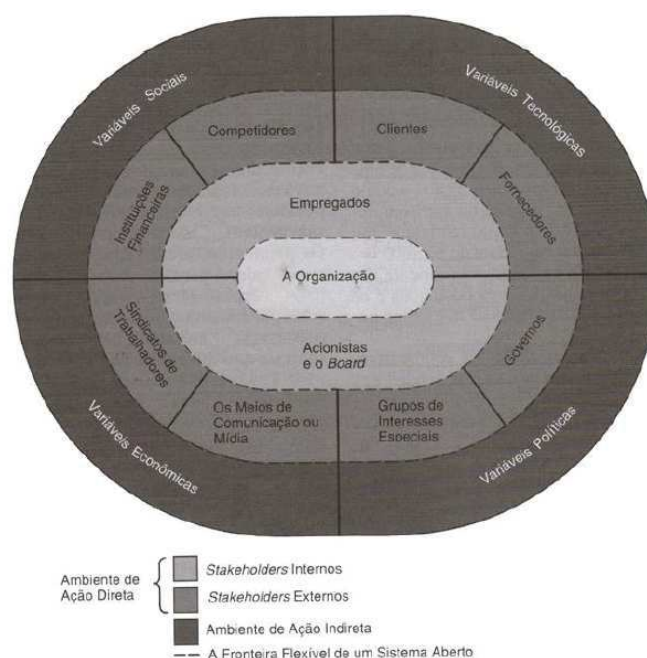 Variáveis Sociais
Variáveis Tecnológicas
Competidores
Clientes
Instituições
Financeiras
Fornecedores
Empregados
A Organização
Acionistas
e o Board
Sindicatos de
Trabalhadores
Governos
Os Meios de
Comunicação ou
Mídia
Grupos de
Interesses
Especiais
Variáveis Econômicas
Variáveis Políticas
Ambiente de
Ação Direta
Stakeholders Internos
Stakeholders Externos
Ambiente de Ação Indireta
A Fronteira Flexível de um Sistema Aberto